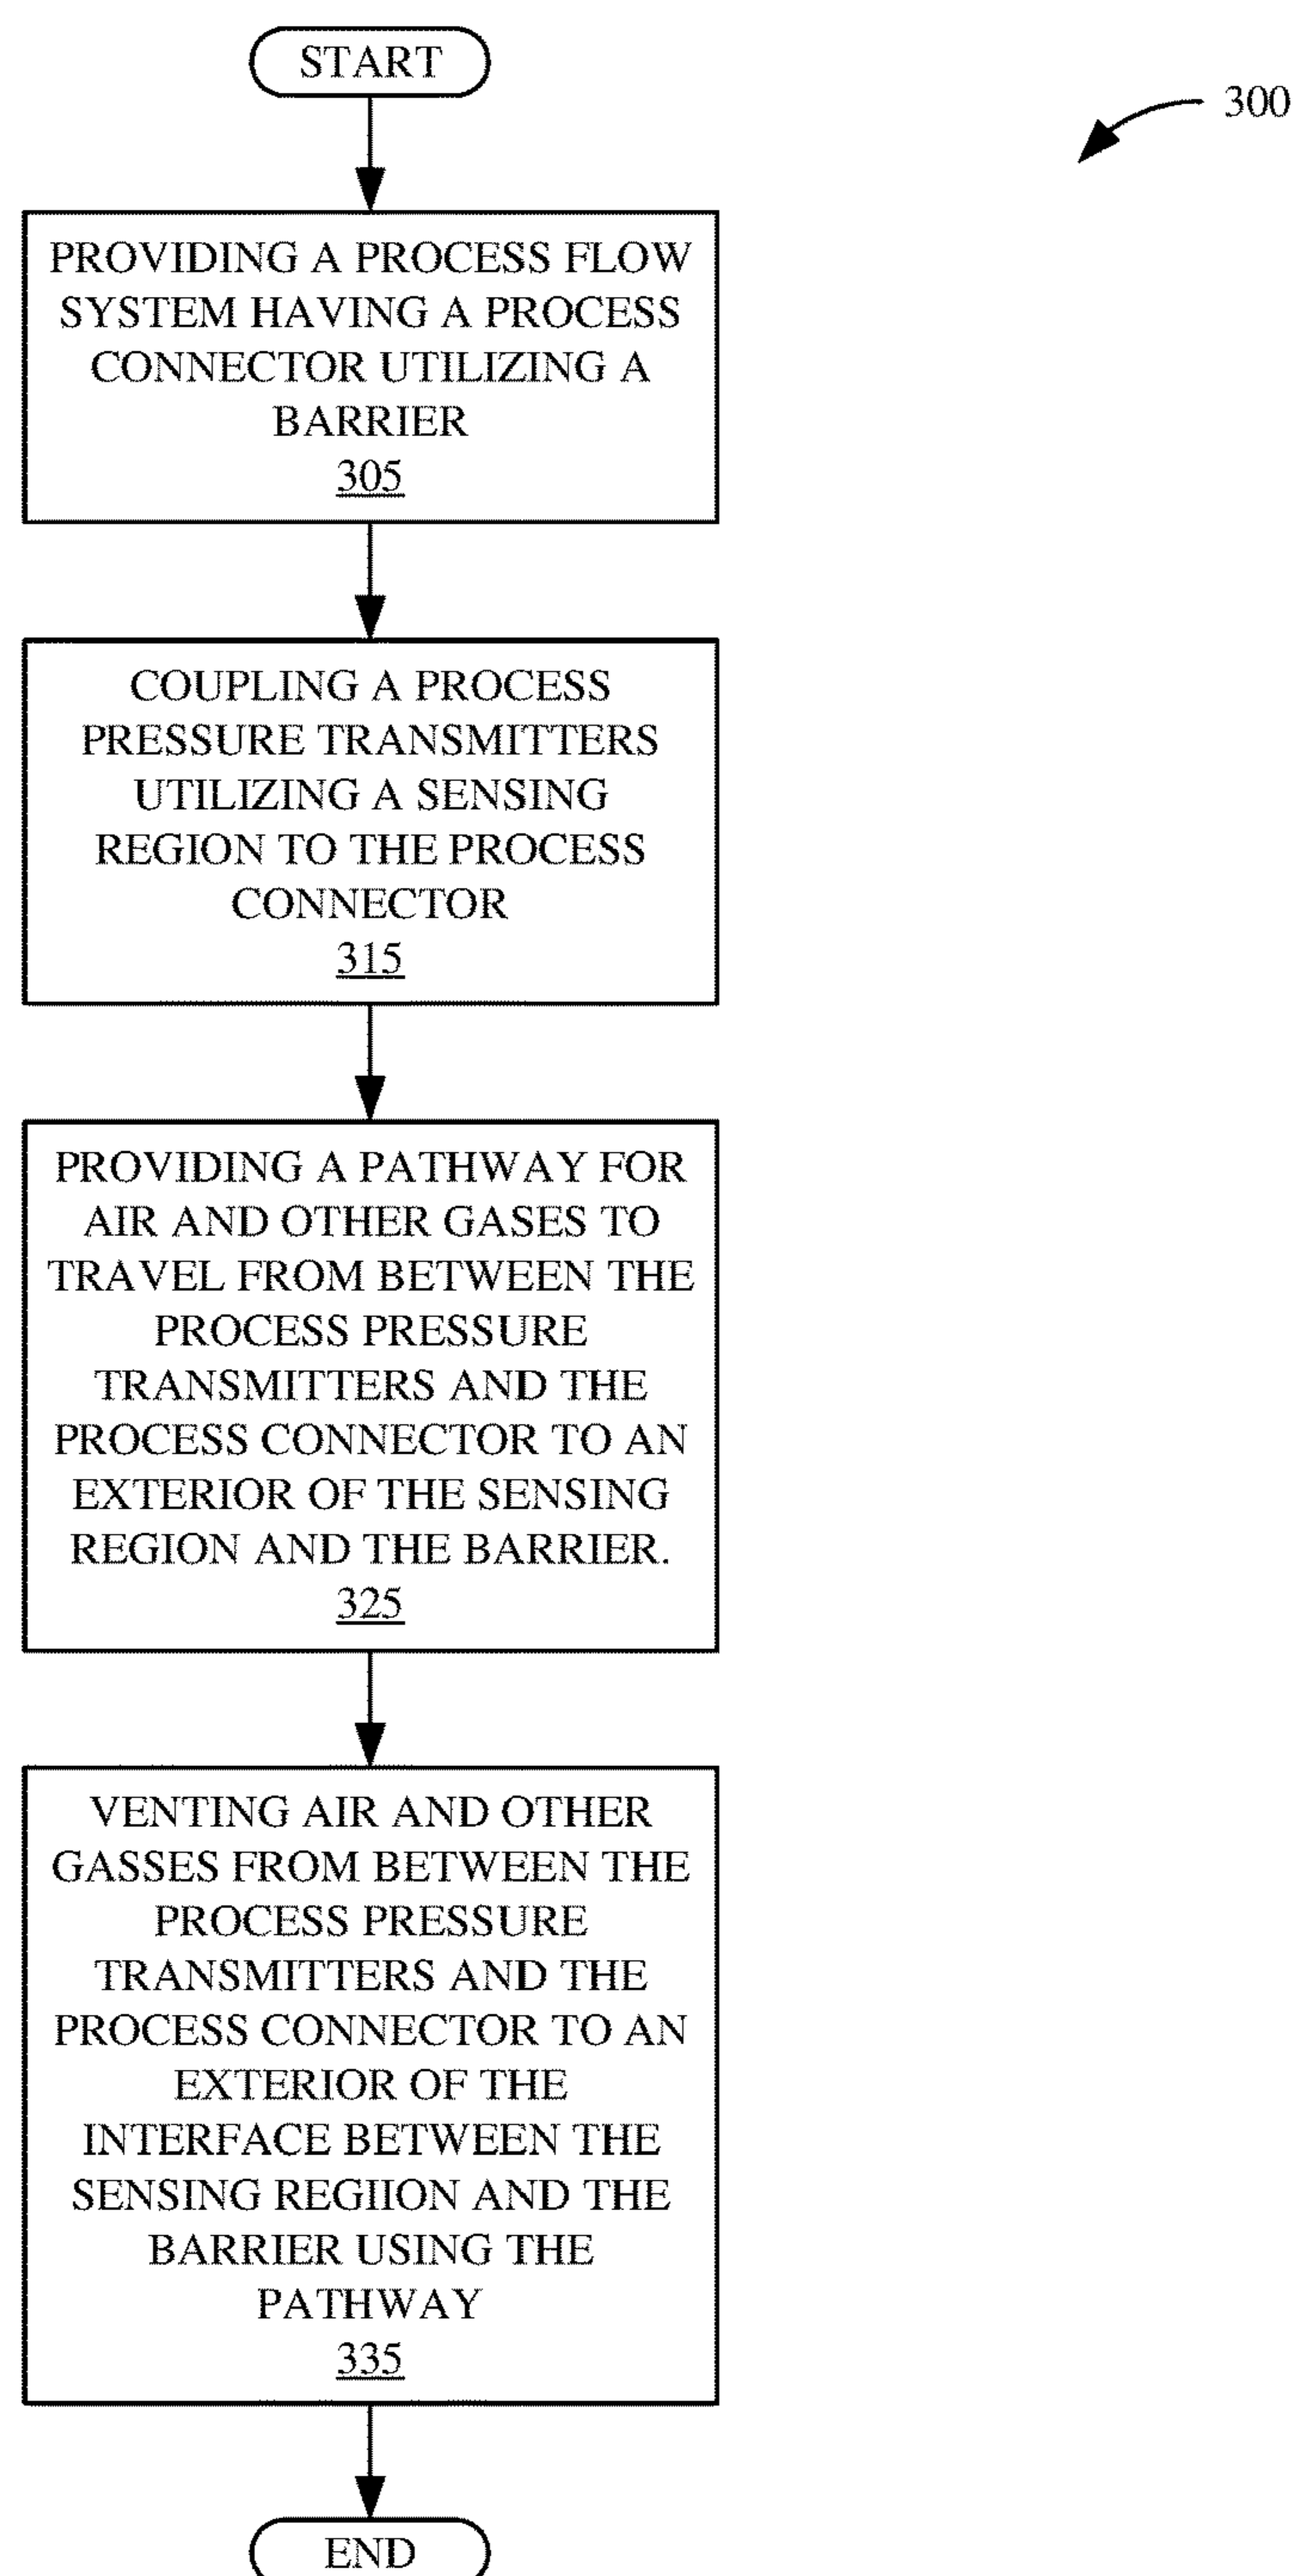 START
300
PROVIDING A PROCESS FLOW
SYSTEM HAVING A PROCESS
CONNECTOR UTILIZING A
BARRIER
305
COUPLING A PROCESS
PRESSURE TRANSMITTERS
UTILIZING A SENSING
REGION TO THE PROCESS
CONNECTOR
315
PROVIDING A PATHWAY FOR
AIR AND OTHER GASES TO
TRAVEL FROM BETWEEN THE
PROCESS PRESSURE
TRANSMITTERS AND THE
PROCESS CONNECTOR TO AN
EXTERIOR OF THE SENSING
REGION AND THE BARRIER.
325
VENTING AIR AND OTHER
GASSES FROM BETWEEN THE
PROCESS PRESSURE
TRANSMITTERS AND THE
PROCESS CONNECTOR TO AN
EXTERIOR OF THE
INTERFACE BETWEEN THE
SENSING REGIION AND THE
BARRIER USING THE
PATHWAY
335
END